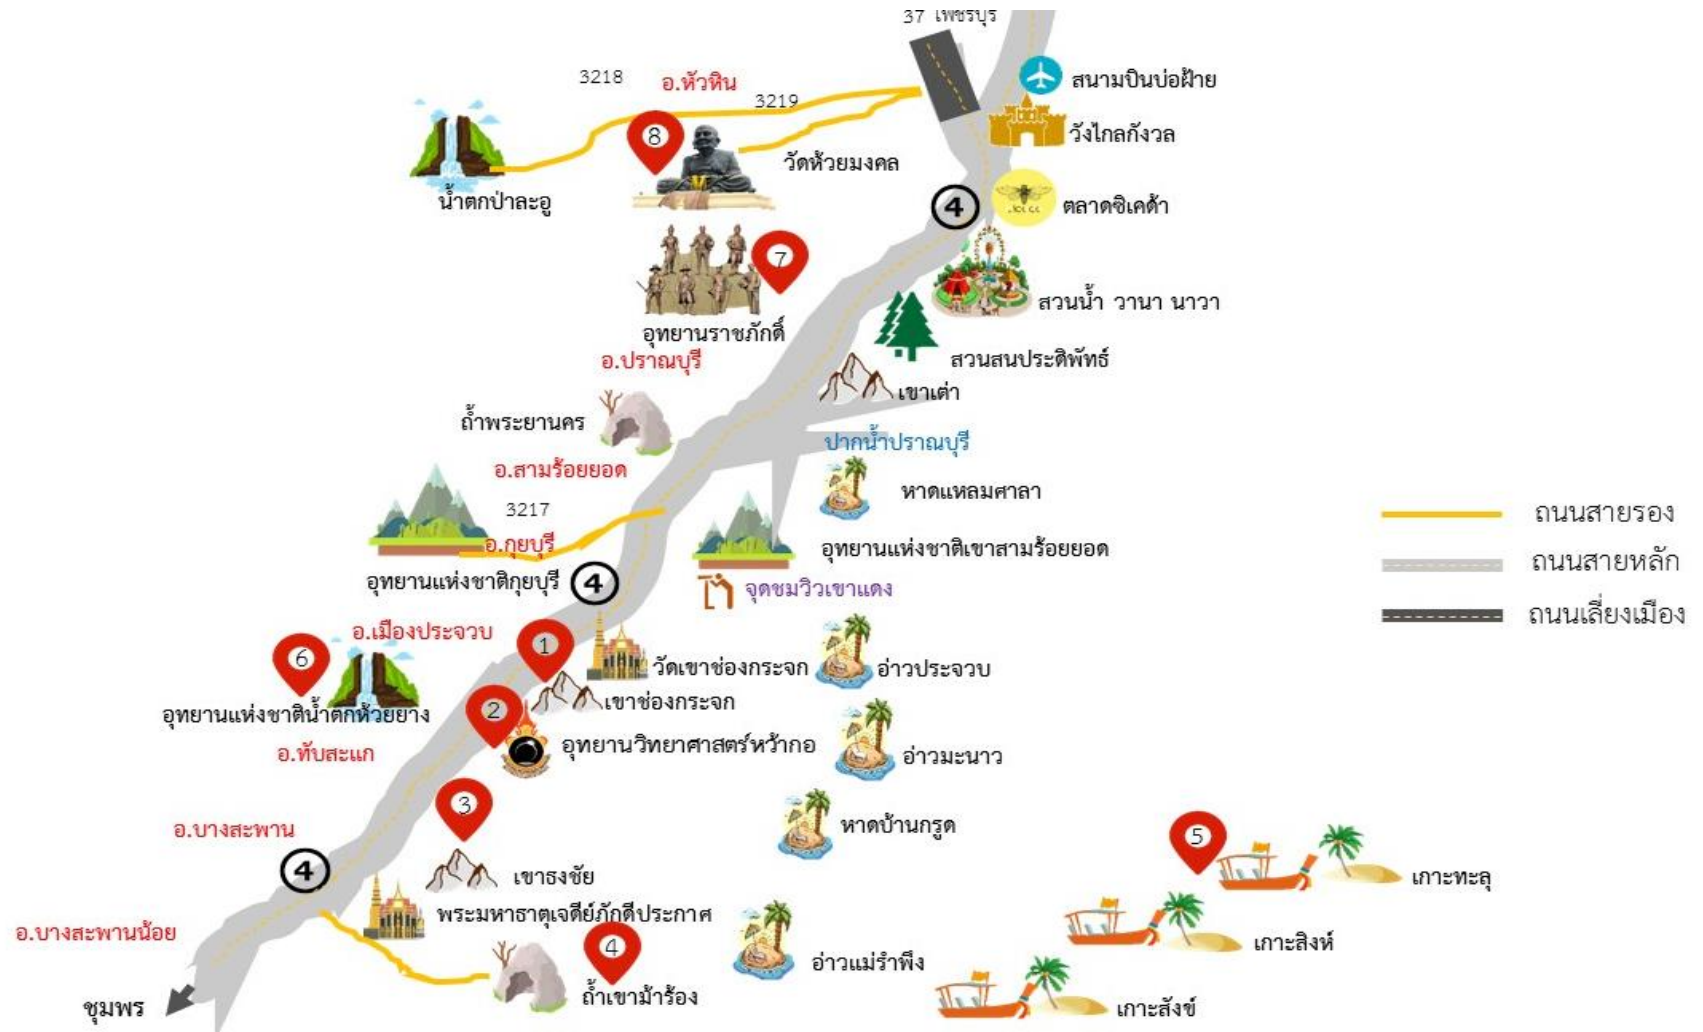 37 เพชรบุรี
3218
อ.หัวหิน
3219
สนามบินบ่อฝ้าย
วังไกลกังวล
8
วัดห้วยมงคล
น้ำตกป่าละอู
4
ตลาดซิเคด้า
7
สวนน้ำ วานา นาวา
อุทยานราชภักดิ์
อ.ปราณบุรี
สวนสนประดิพัทธ์
เขาเต่า
ถ้ำพระยานคร
ปากน้ำปราณบุรี
อ.สามร้อยยอด
หาดแหลมศาลา
3217
ถนนสายรอง
อ.กุยบุรี
อุทยานแห่งชาติเขาสามร้อยยอด
ถนนสายหลัก
อุทยานแห่งชาติกุยบุรี
4
จุดชมวิวเขาแดง
ถนนเลี่ยงเมือง
อ.เมืองประจวบ
1
6
วัดเขาช่องกระจก
อ่าวประจวบ
เขาช่องกระจก
อุทยานแห่งชาติน้ำตกห้วยยาง
2
อุทยานวิทยาศาสตร์หว้ากอ
อ.ทับสะแก
อ่าวมะนาว
3
อ.บางสะพาน
หาดบ้านกรูด
5
4
เขาธงชัย
เกาะทะลุ
พระมหาธาตุเจดีย์ภักดีประกาศ
อ.บางสะพานน้อย
4
เกาะสิงห์
อ่าวแม่รำพึง
ถ้ำเขาม้าร้อง
ชุมพร
เกาะสังข์